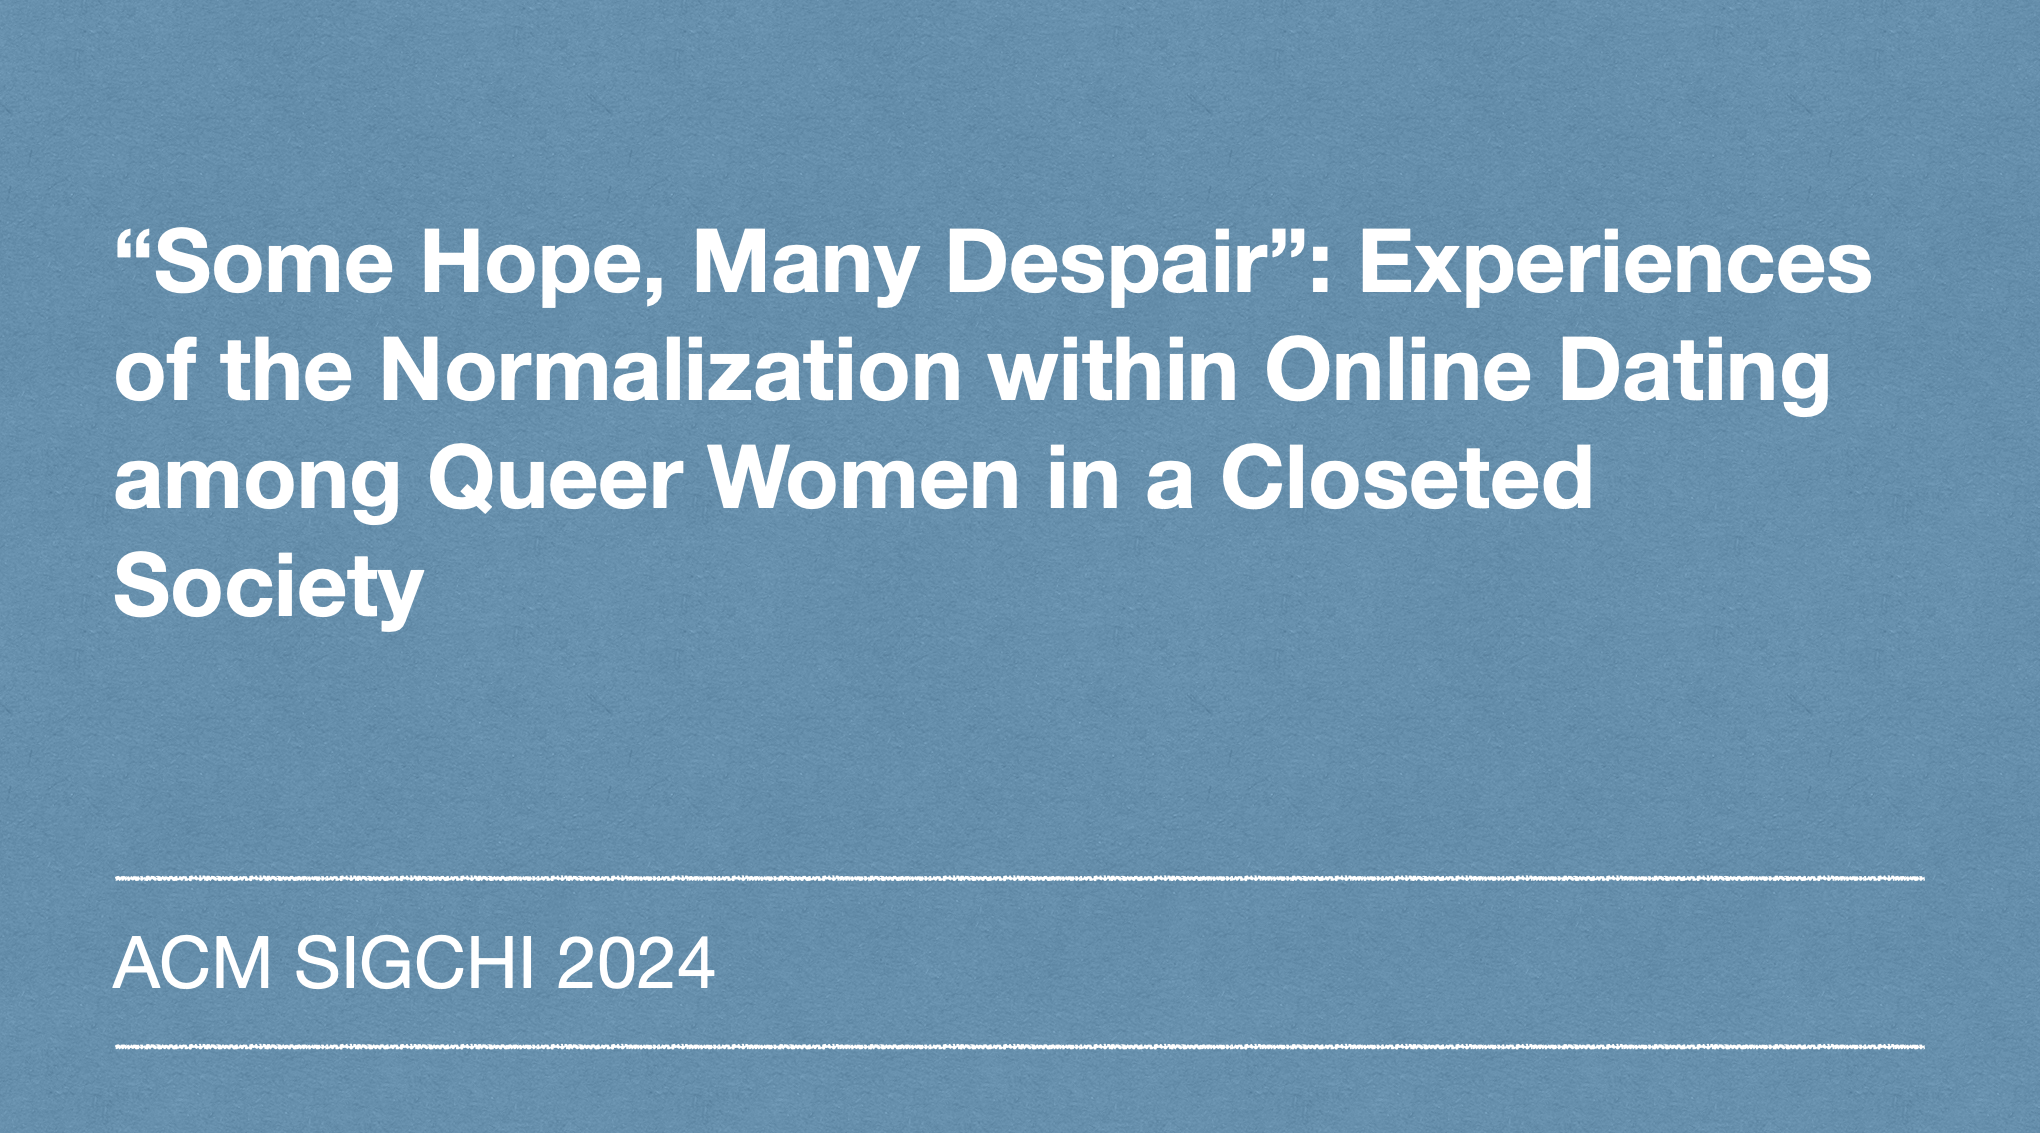 “Some Hope, Many Despair”: Experiences
of the Normalization within Online Dating
among Queer Women in a Closeted
Society
ACM SIGCHI 2024